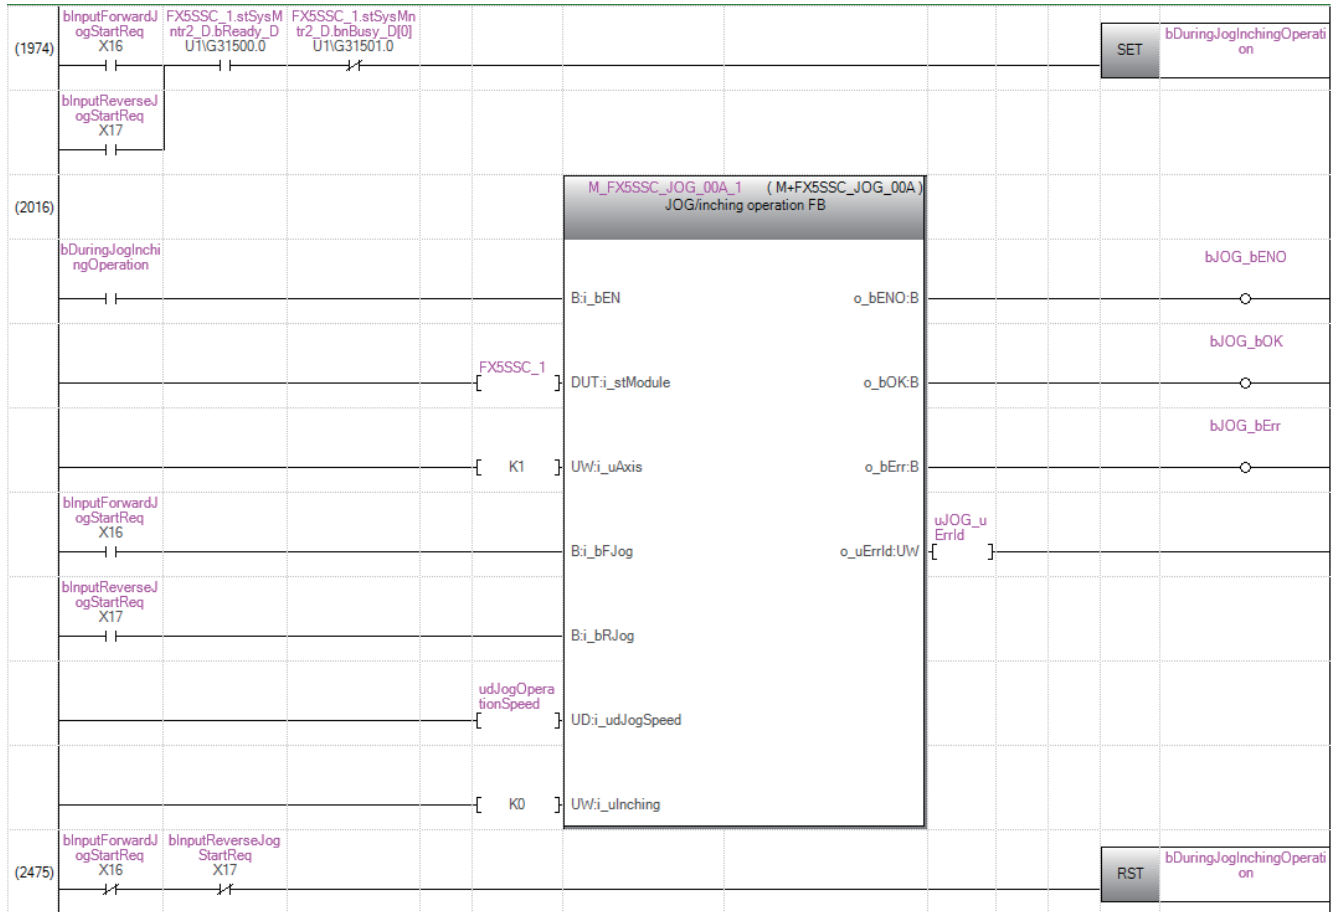 bInputForwardJ
ogStartReq
X16
FX5SSC_1.stSysM
ntr2_D.bReady_D
U1\G31500.0
FX5SSC_1.stSysMn
tr2_D.bnBusy_D[0]
U1\G31501.0
(1974)
SET
bDuringJogInchingOperati
on
bInputReverseJ
ogStartReq
X17
(2016)
M_FX5SSC_JOG_00A_1 (M+FX5SSC_JOG_00A)
JOG/inching operation FB
bDuringJogInchi
ngOperation
B:i_bEN
o_bENO:B
bJOG_bENO
FX5SSC_1
DUT:i_stModule
o_bOK:B
bJOG_bOK
K1
UW:i_uAxis
o_bErr:B
bJOG_bErr
bInputForwardJ
ogStartReq
X16
B:i_bFJog
o_uErrId:UW
uJOG_u
ErrId
bInputReverseJ
ogStartReq
X17
B:i_bRJog
udJogOpera
tionSpeed
UD:i_udJogSpeed
K0
UW:i_uInching
(2475)
bInputForwardJ
ogStartReq
X16
bInputReverseJog
StartReq
X17
RST
bDuringJogInchingOperati
on